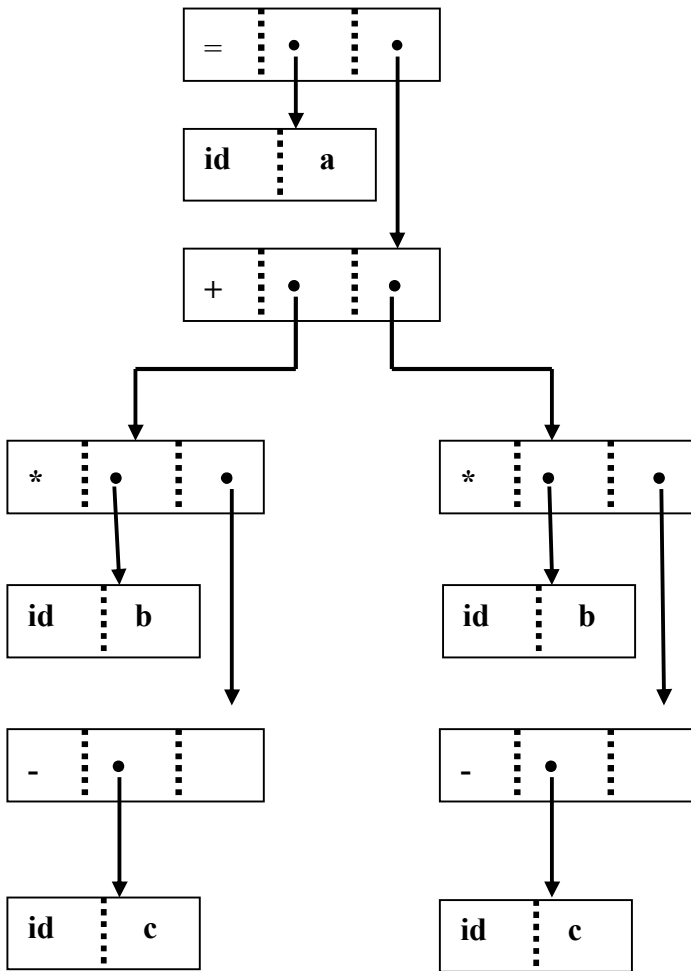 =
id a
+
* *
id b id b
- -
id c id c